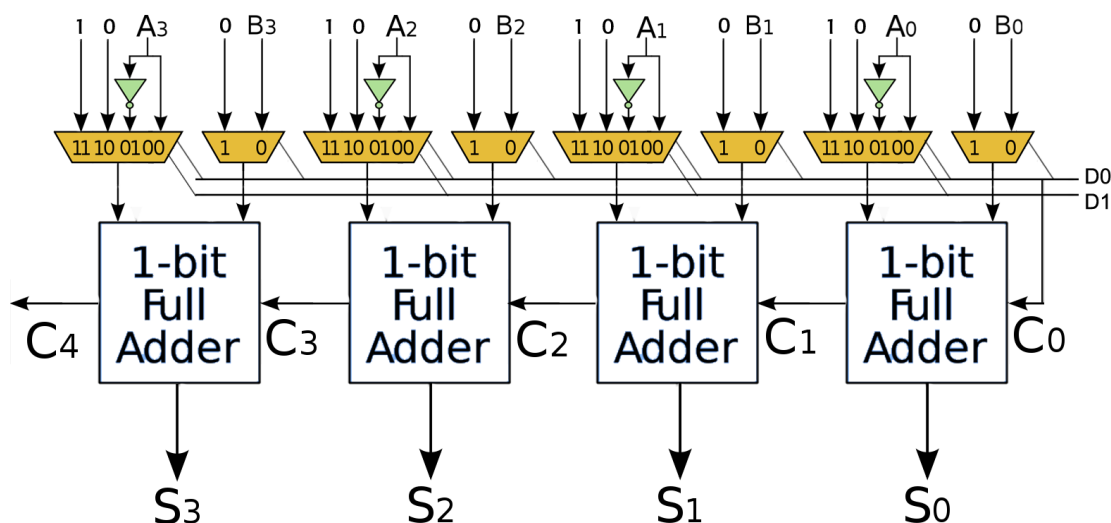 1 0 A3 0 B3 1 0 A2 0 B2 1 0 A1 0 B1 1 0 A0 0 B0
11 10 01 00 1 0 11 10 01 00 1 0 11 10 01 00 1 0 11 10 01 00 1 0
D0
D1
1-bit
Full
Adder
1-bit
Full
Adder
1-bit
Full
Adder
1-bit
Full
Adder
C4 C3 C2 C1 C0
S3 S2 S1 S0